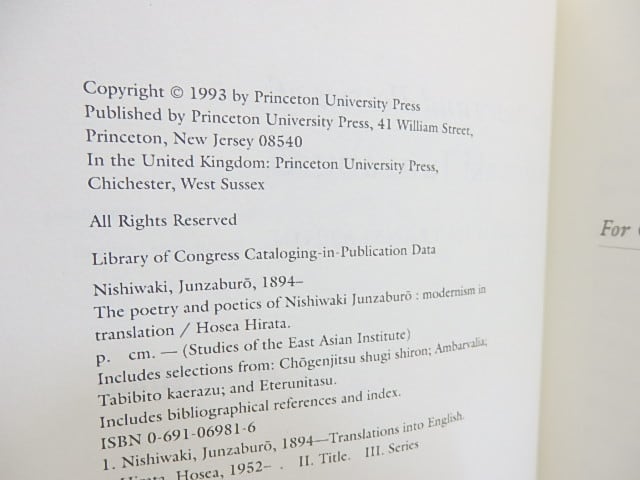 Copyright © 1993 by Princeton University Press
Published by Princeton University Press, 41 William Street,
Princeton, New Jersey 08540
In the United Kingdom: Princeton University Press,
Chichester, West Sussex
All Rights Reserved
Library of Congress Cataloging-in-Publication Data
Nishiwaki, Junzaburō, 1894–
The poetry and poetics of Nishiwaki Junzaburō : modernism in
translation / Hosea Hirata.
p. cm. — (Studies of the East Asian Institute)
Includes selections from: Chōgenjitsu shugi shiron; Ambarvalia;
Tabibito kaerazu; and Eterunitasu.
Includes bibliographical references and index.
ISBN 0-691-06981-6
1. Nishiwaki, Junzaburō, 1894—Translations into English.
Hirata, Hosea, 1952– . II. Title. III. Series
For